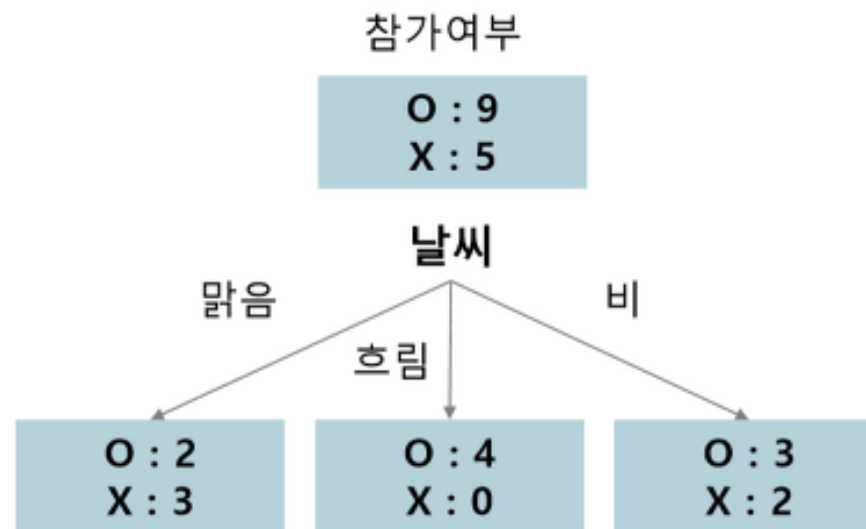 참가여부
O : 9
X : 5
날씨
맑음
비
흐림
O : 2
X : 3
O : 4
X : 0
O : 3
X : 2